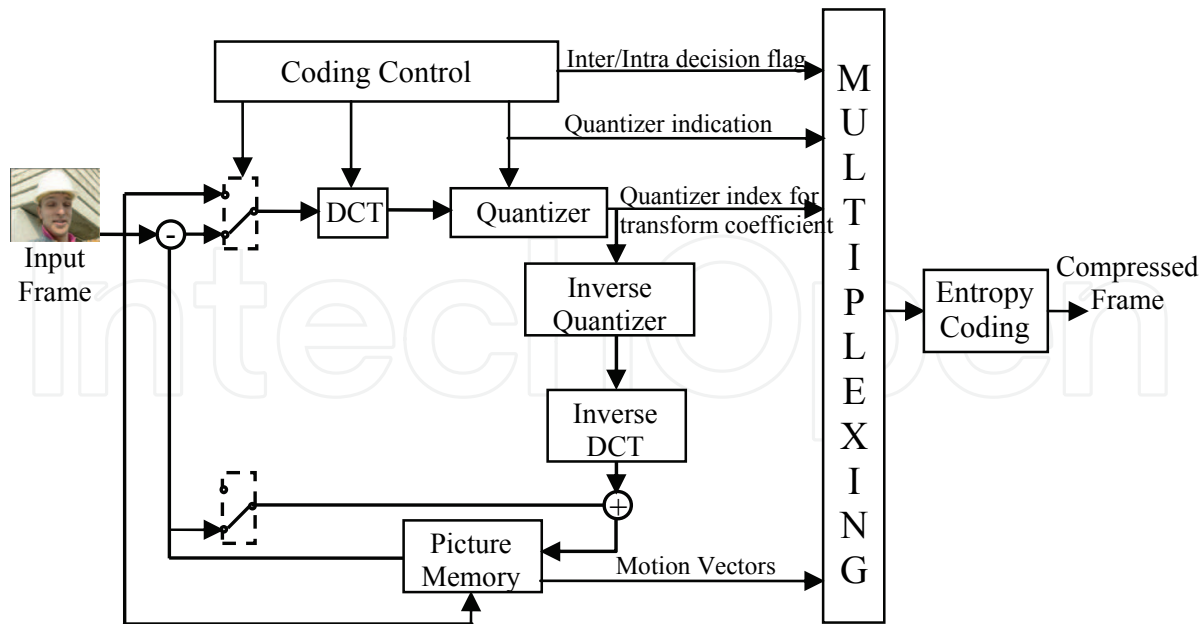 Coding Control
Inter/Intra decision flag
Quantizer indication
DCT
Quantizer
Quantizer index for
transform coefficient
-
Input
Frame
Inverse
Quantizer
Inverse
DCT
+
Picture
Memory
Motion Vectors
MULTIPLEXING
Entropy
Coding
Compressed
Frame
IntechOpen